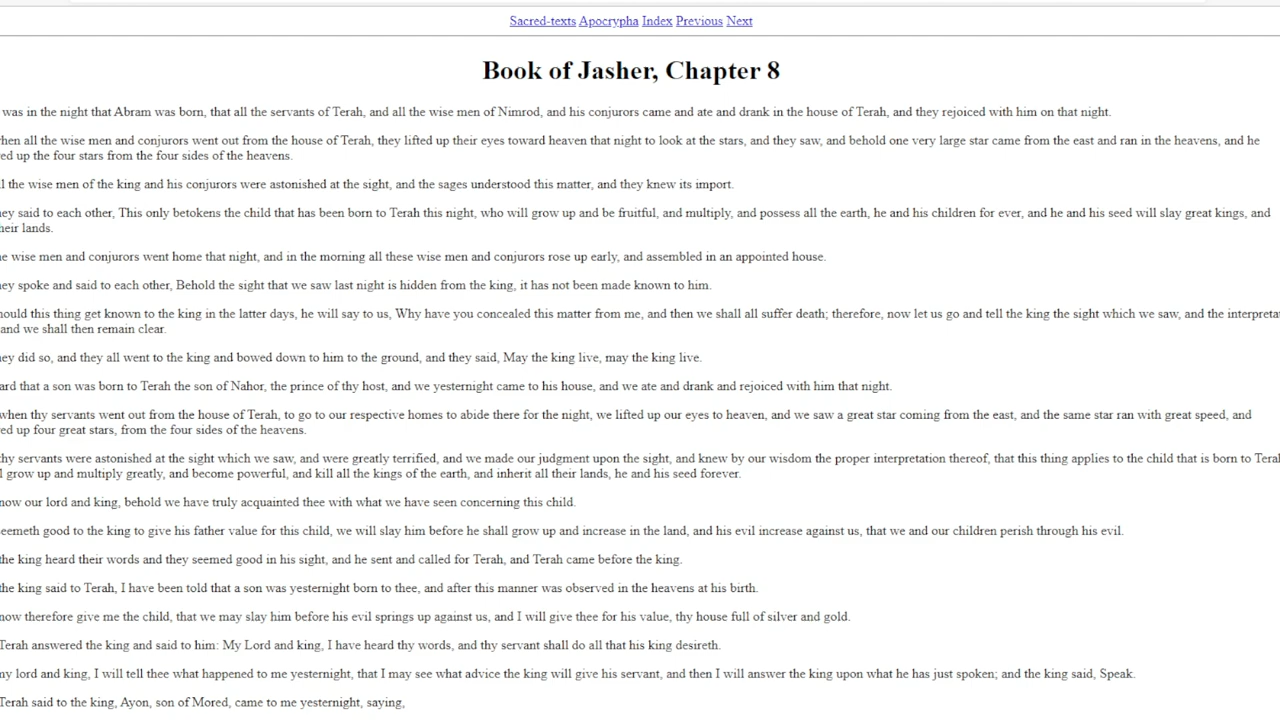 Sacred-texts Apocrypha Index Previous Next
Book of Jasher, Chapter 8
was in the night that Abram was born, that all the servants of Terah, and all the wise men of Nimrod, and his conjurors came and ate and drank in the house of Terah, and they rejoiced with him on that night.
hen all the wise men and conjurors went out from the house of Terah, they lifted up their eyes toward heaven that night to look at the stars, and they saw, and behold one very large star came from the east and ran in the heavens, and he
ed up the four stars from the four sides of the heavens.
l the wise men of the king and his conjurors were astonished at the sight, and the sages understood this matter, and they knew its import.
ey said to each other, This only betokens the child that has been born to Terah this night, who will grow up and be fruitful, and multiply, and possess all the earth, he and his children for ever, and he and his seed will slay great kings, and
heir lands.
e wise men and conjurors went home that night, and in the morning all these wise men and conjurors rose up early, and assembled in an appointed house.
ey spoke and said to each other, Behold the sight that we saw last night is hidden from the king, it has not been made known to him.
hould this thing get known to the king in the latter days, he will say to us, Why have you concealed this matter from me, and then we shall all suffer death; therefore, now let us go and tell the king the sight which we saw, and the interpreta
and we shall then remain clear.
ey did so, and they all went to the king and bowed down to him to the ground, and they said, May the king live, may the king live.
ard that a son was born to Terah the son of Nahor, the prince of thy host, and we yesternight came to his house, and we ate and drank and rejoiced with him that night.
when thy servants went out from the house of Terah, to go to our respective homes to abide there for the night, we lifted up our eyes to heaven, and we saw a great star coming from the east, and the same star ran with great speed, and
ed up four great stars, from the four sides of the heavens.
hy servants were astonished at the sight which we saw, and were greatly terrified, and we made our judgment upon the sight, and knew by our wisdom the proper interpretation thereof, that this thing applies to the child that is born to Terah
l grow up and multiply greatly, and become powerful, and kill all the kings of the earth, and inherit all their lands, he and his seed forever.
now our lord and king, behold we have truly acquainted thee with what we have seen concerning this child.
eemeth good to the king to give his father value for this child, we will slay him before he shall grow up and increase in the land, and his evil increase against us, that we and our children perish through his evil.
the king heard their words and they seemed good in his sight, and he sent and called for Terah, and Terah came before the king.
the king said to Terah, I have been told that a son was yesternight born to thee, and after this manner was observed in the heavens at his birth.
now therefore give me the child, that we may slay him before his evil springs up against us, and I will give thee for his value, thy house full of silver and gold.
Terah answered the king and said to him: My Lord and king, I have heard thy words, and thy servant shall do all that his king desireth.
my lord and king, I will tell thee what happened to me yesternight, that I may see what advice the king will give his servant, and then I will answer the king upon what he has just spoken; and the king said, Speak.
Terah said to the king, Ayon, son of Mored, came to me yesternight, saying,